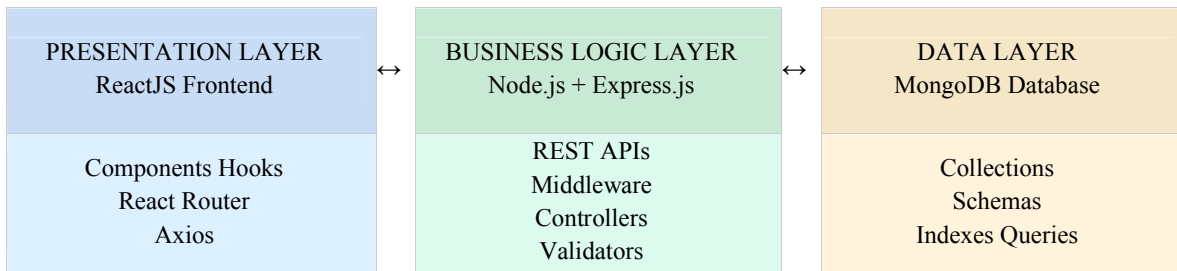 PRESENTATION LAYER
ReactJS Frontend
Components Hooks
React Router
Axios
↔
BUSINESS LOGIC LAYER
Node.js + Express.js
REST APIs
Middleware
Controllers
Validators
↔
DATA LAYER
MongoDB Database
Collections
Schemas
Indexes Queries